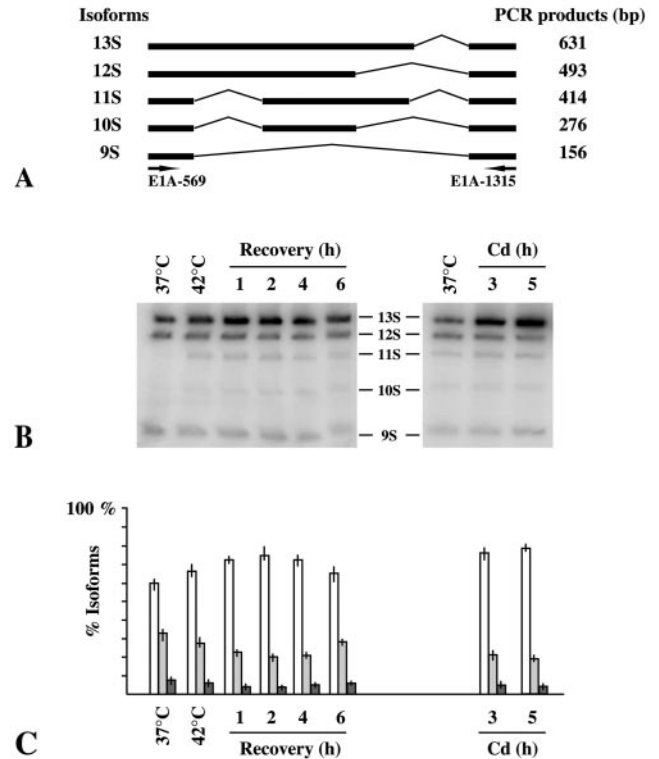 Isoforms PCR products (bp)
13S 631
12S 493
11S 414
10S 276
9S 156
E1A-569 E1A-1315
A
37°C 42°C Recovery (h) 37°C Cd (h)
1 2 4 6 3 5
13S
12S
11S
10S
9S
B
100 %
% Isoforms
37°C 42°C 1 2 4 6 3 5
Recovery (h) Cd (h)
C